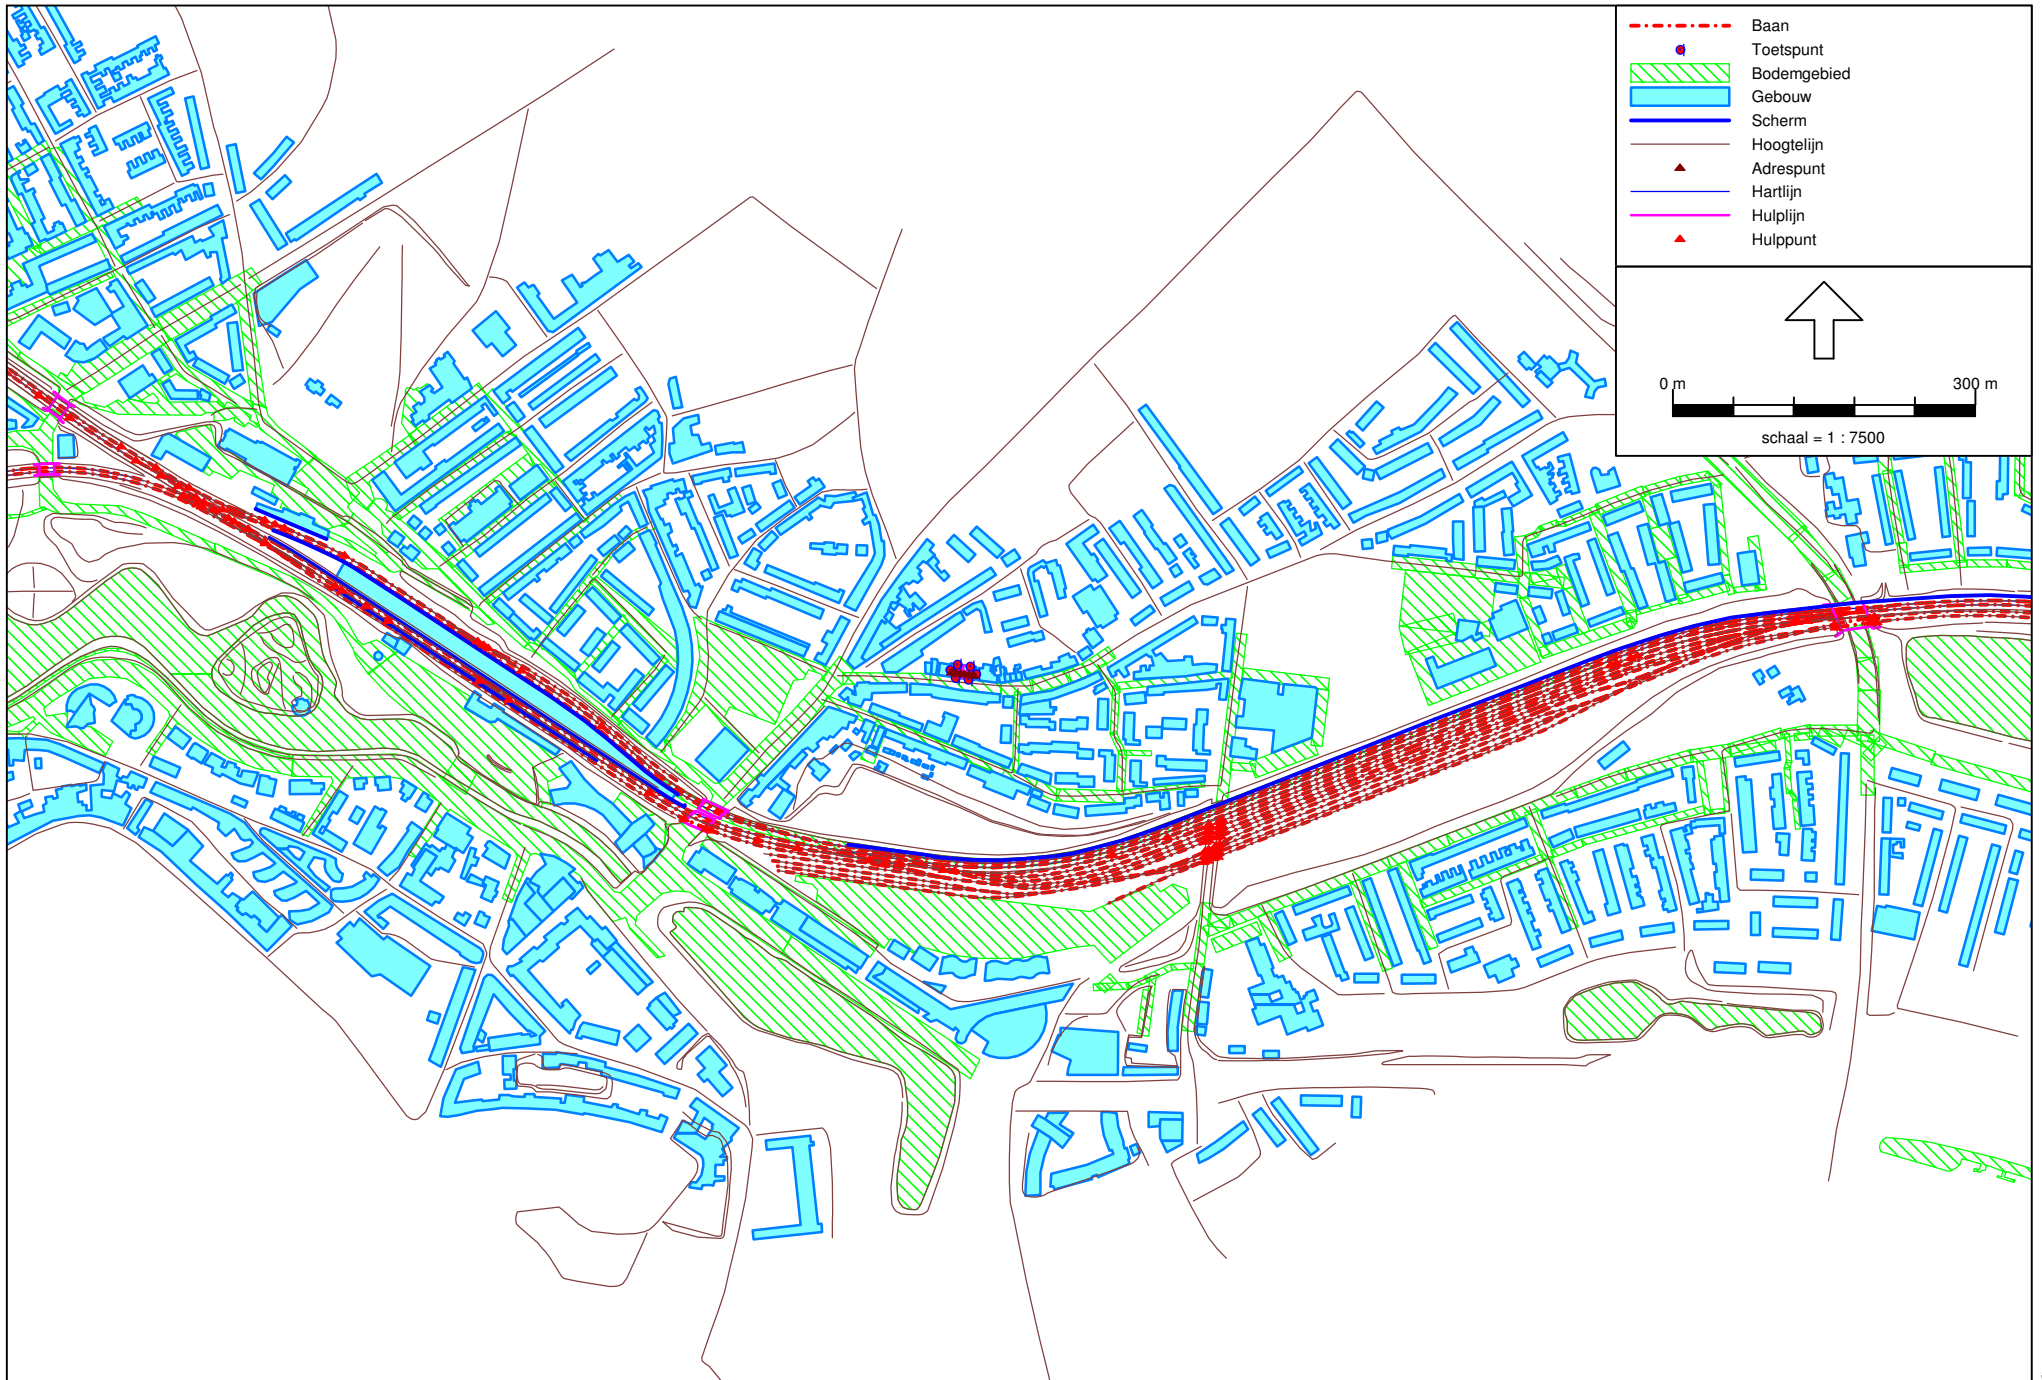 Baan
Toetspunt
Bodemgebied
Gebouw
Scherm
Hoogtelijn
Adrespunt
Hartlijn
Hulplijn
Hulppunt
0 m 300 m
schaal = 1 : 7500